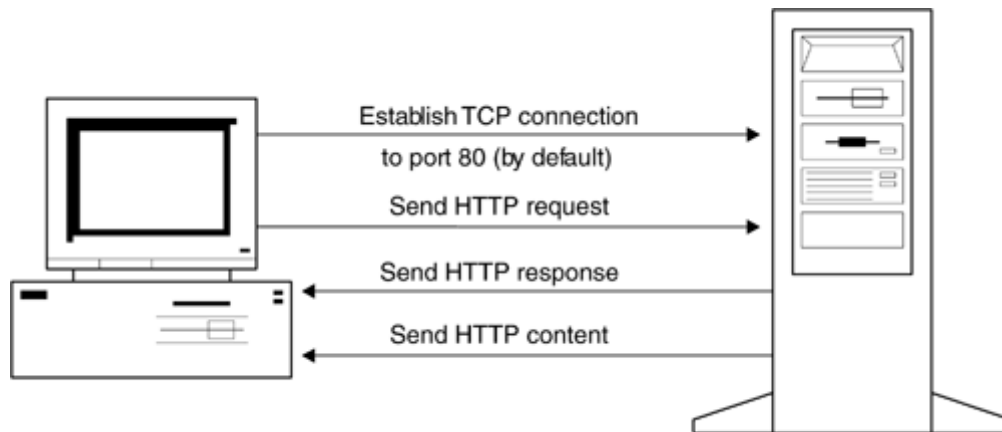 Establish TCP connection
to port 80 (by default)
Send HTTP request
Send HTTP response
Send HTTP content